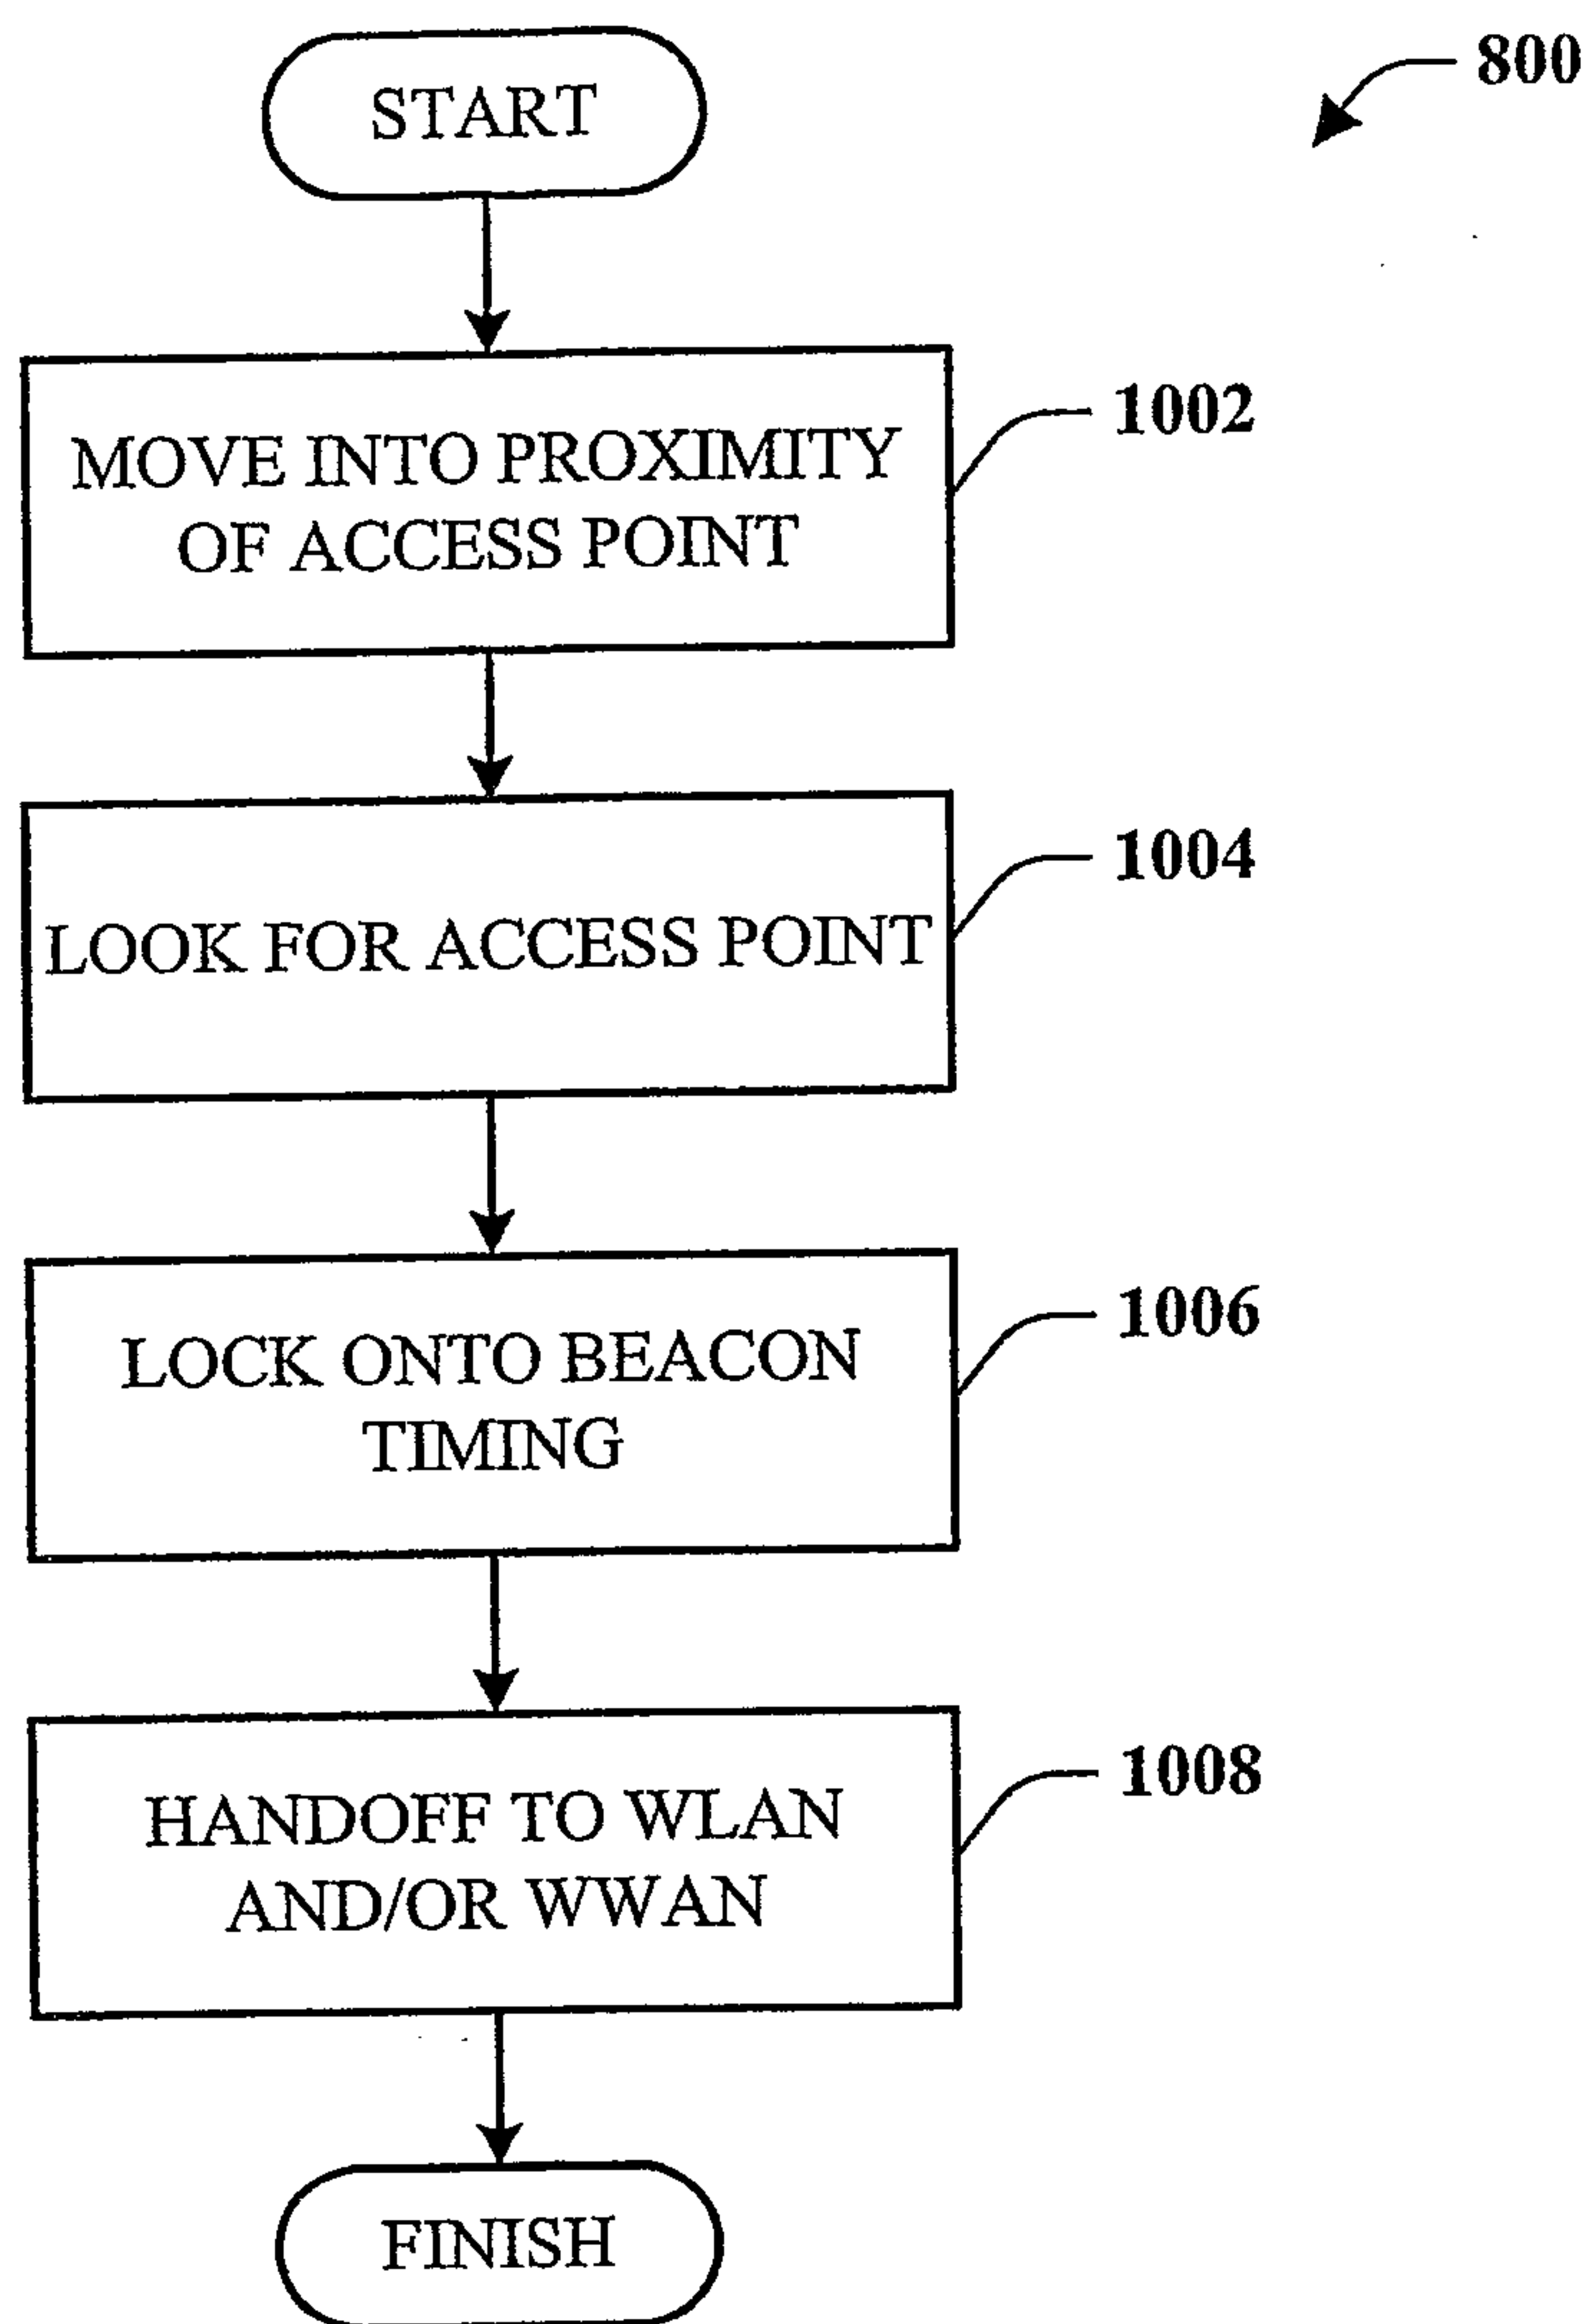 START
800
MOVE INTO PROXIMITY
OF ACCESS POINT
1002
LOOK FOR ACCESS POINT
1004
LOCK ONTO BEACON
TIMING
1006
HANDOFF TO WLAN
AND/OR WWAN
1008
FINISH